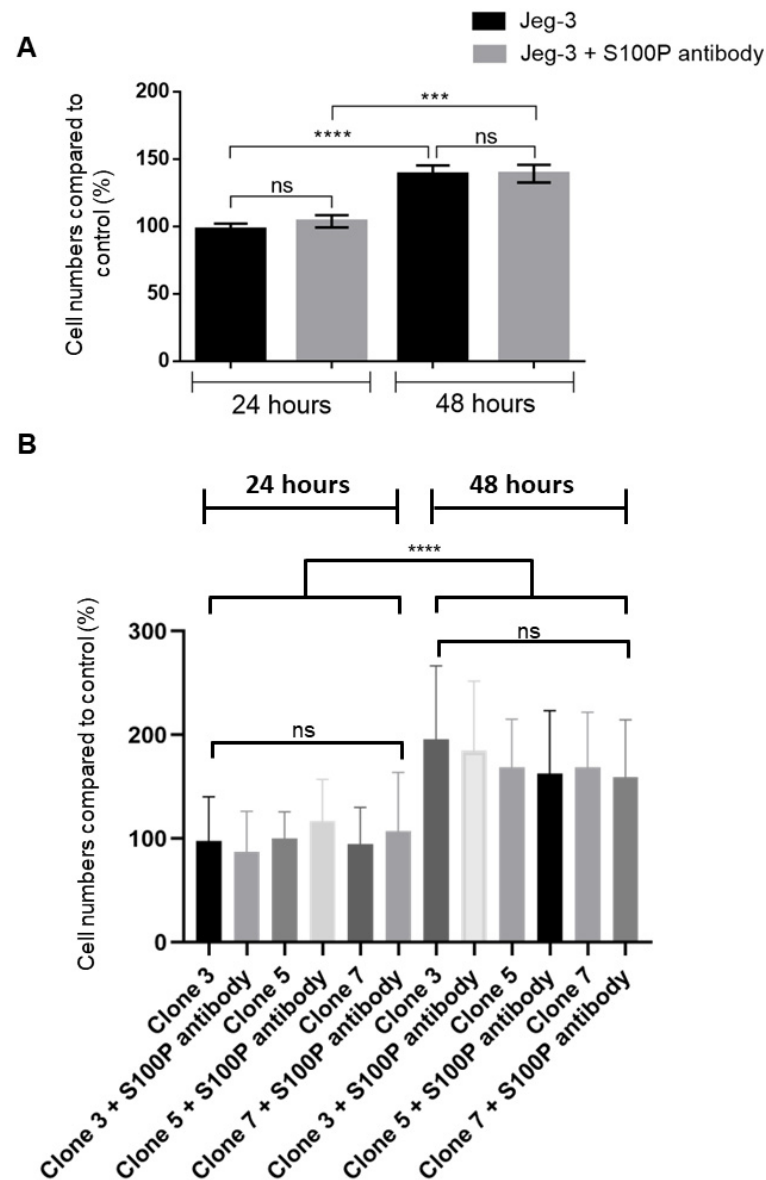 Jeg-3
Jeg-3 + S100P antibody
A
Cell numbers compared to
control (%)
200
150
100
50
0
***
****
ns
ns
24 hours
48 hours
B
24 hours
48 hours
****
Cell numbers compared to control (%)
300
200
100
0
ns
ns
Clone 3
Clone 3 + S100P antibody
Clone 5
Clone 5 + S100P antibody
Clone 7
Clone 7 + S100P antibody
Clone 3
Clone 3 + S100P antibody
Clone 5
Clone 5 + S100P antibody
Clone 7
Clone 7 + S100P antibody